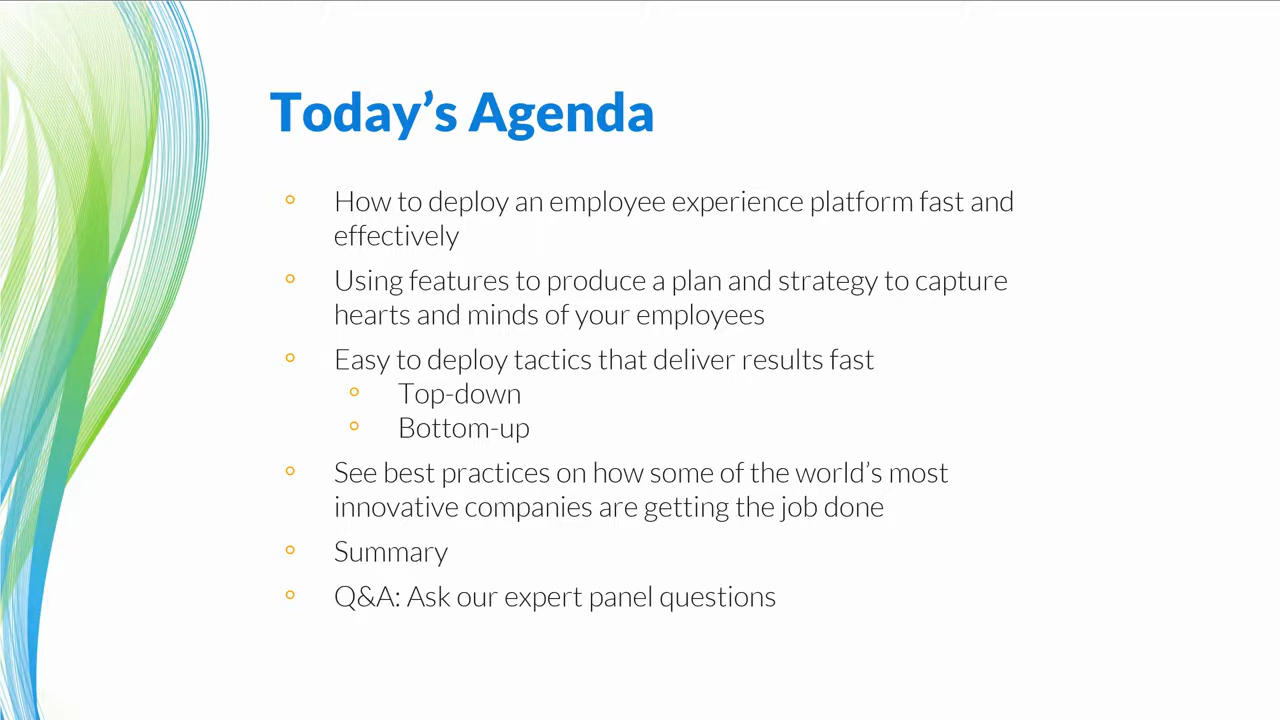 Today’s Agenda
How to deploy an employee experience platform fast and
effectively
Using features to produce a plan and strategy to capture
hearts and minds of your employees
Easy to deploy tactics that deliver results fast
Top-down
Bottom-up
See best practices on how some of the world’s most
innovative companies are getting the job done
Summary
Q&A: Ask our expert panel questions